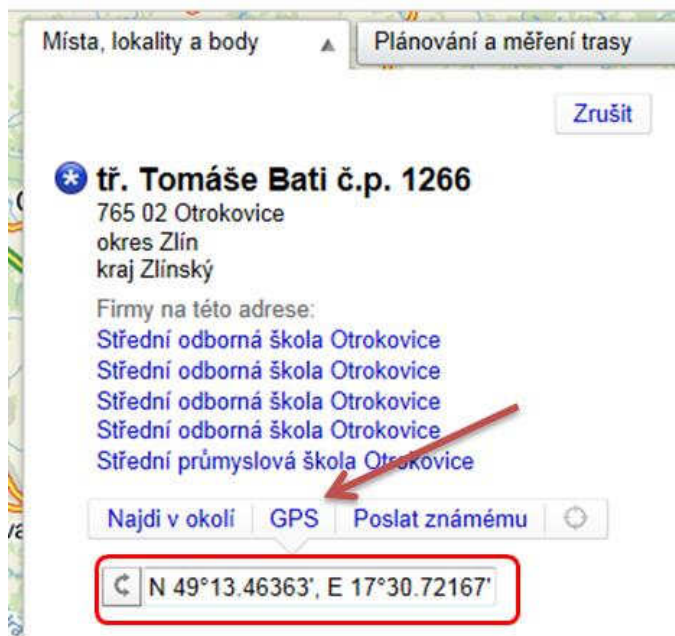 Místa, lokality a body
Plánování a měření trasy
Zrušit
tř. Tomáše Bati č.p. 1266
765 02 Otrokovice
okres Zlín
kraj Zlínský
Firmy na této adrese:
Střední odborná škola Otrokovice
Střední odborná škola Otrokovice
Střední odborná škola Otrokovice
Střední odborná škola Otrokovice
Střední průmyslová škola Otrokovice
Najdi v okolí GPS Poslat známému
N 49°13.46363', E 17°30.72167'